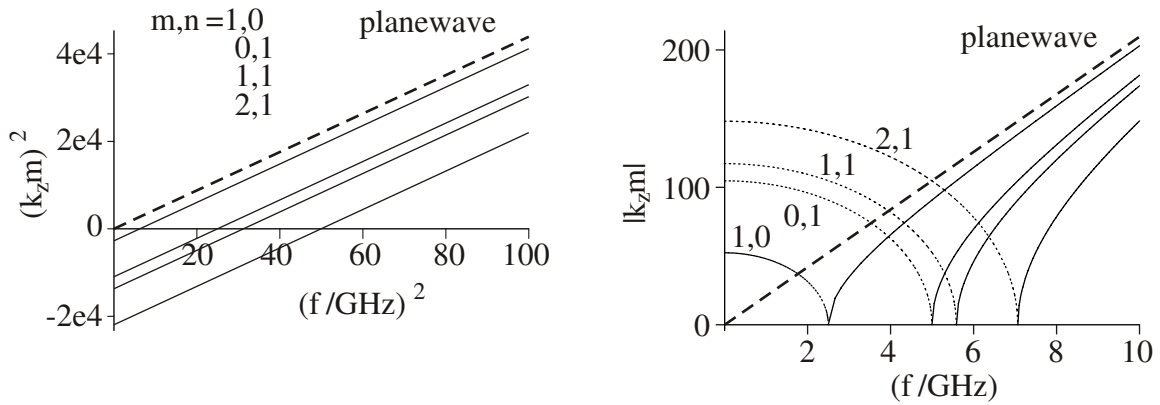 m,n =1,0
0,1
1,1
2,1
planewave
4e4
2e4
0
-2e4
(k_z m)^2
20 40 60 80 100
(f /GHz)^2
planewave
200
100
0
|k_z m|
2,1
1,1
0,1
1,0
2 4 6 8 10
(f /GHz)